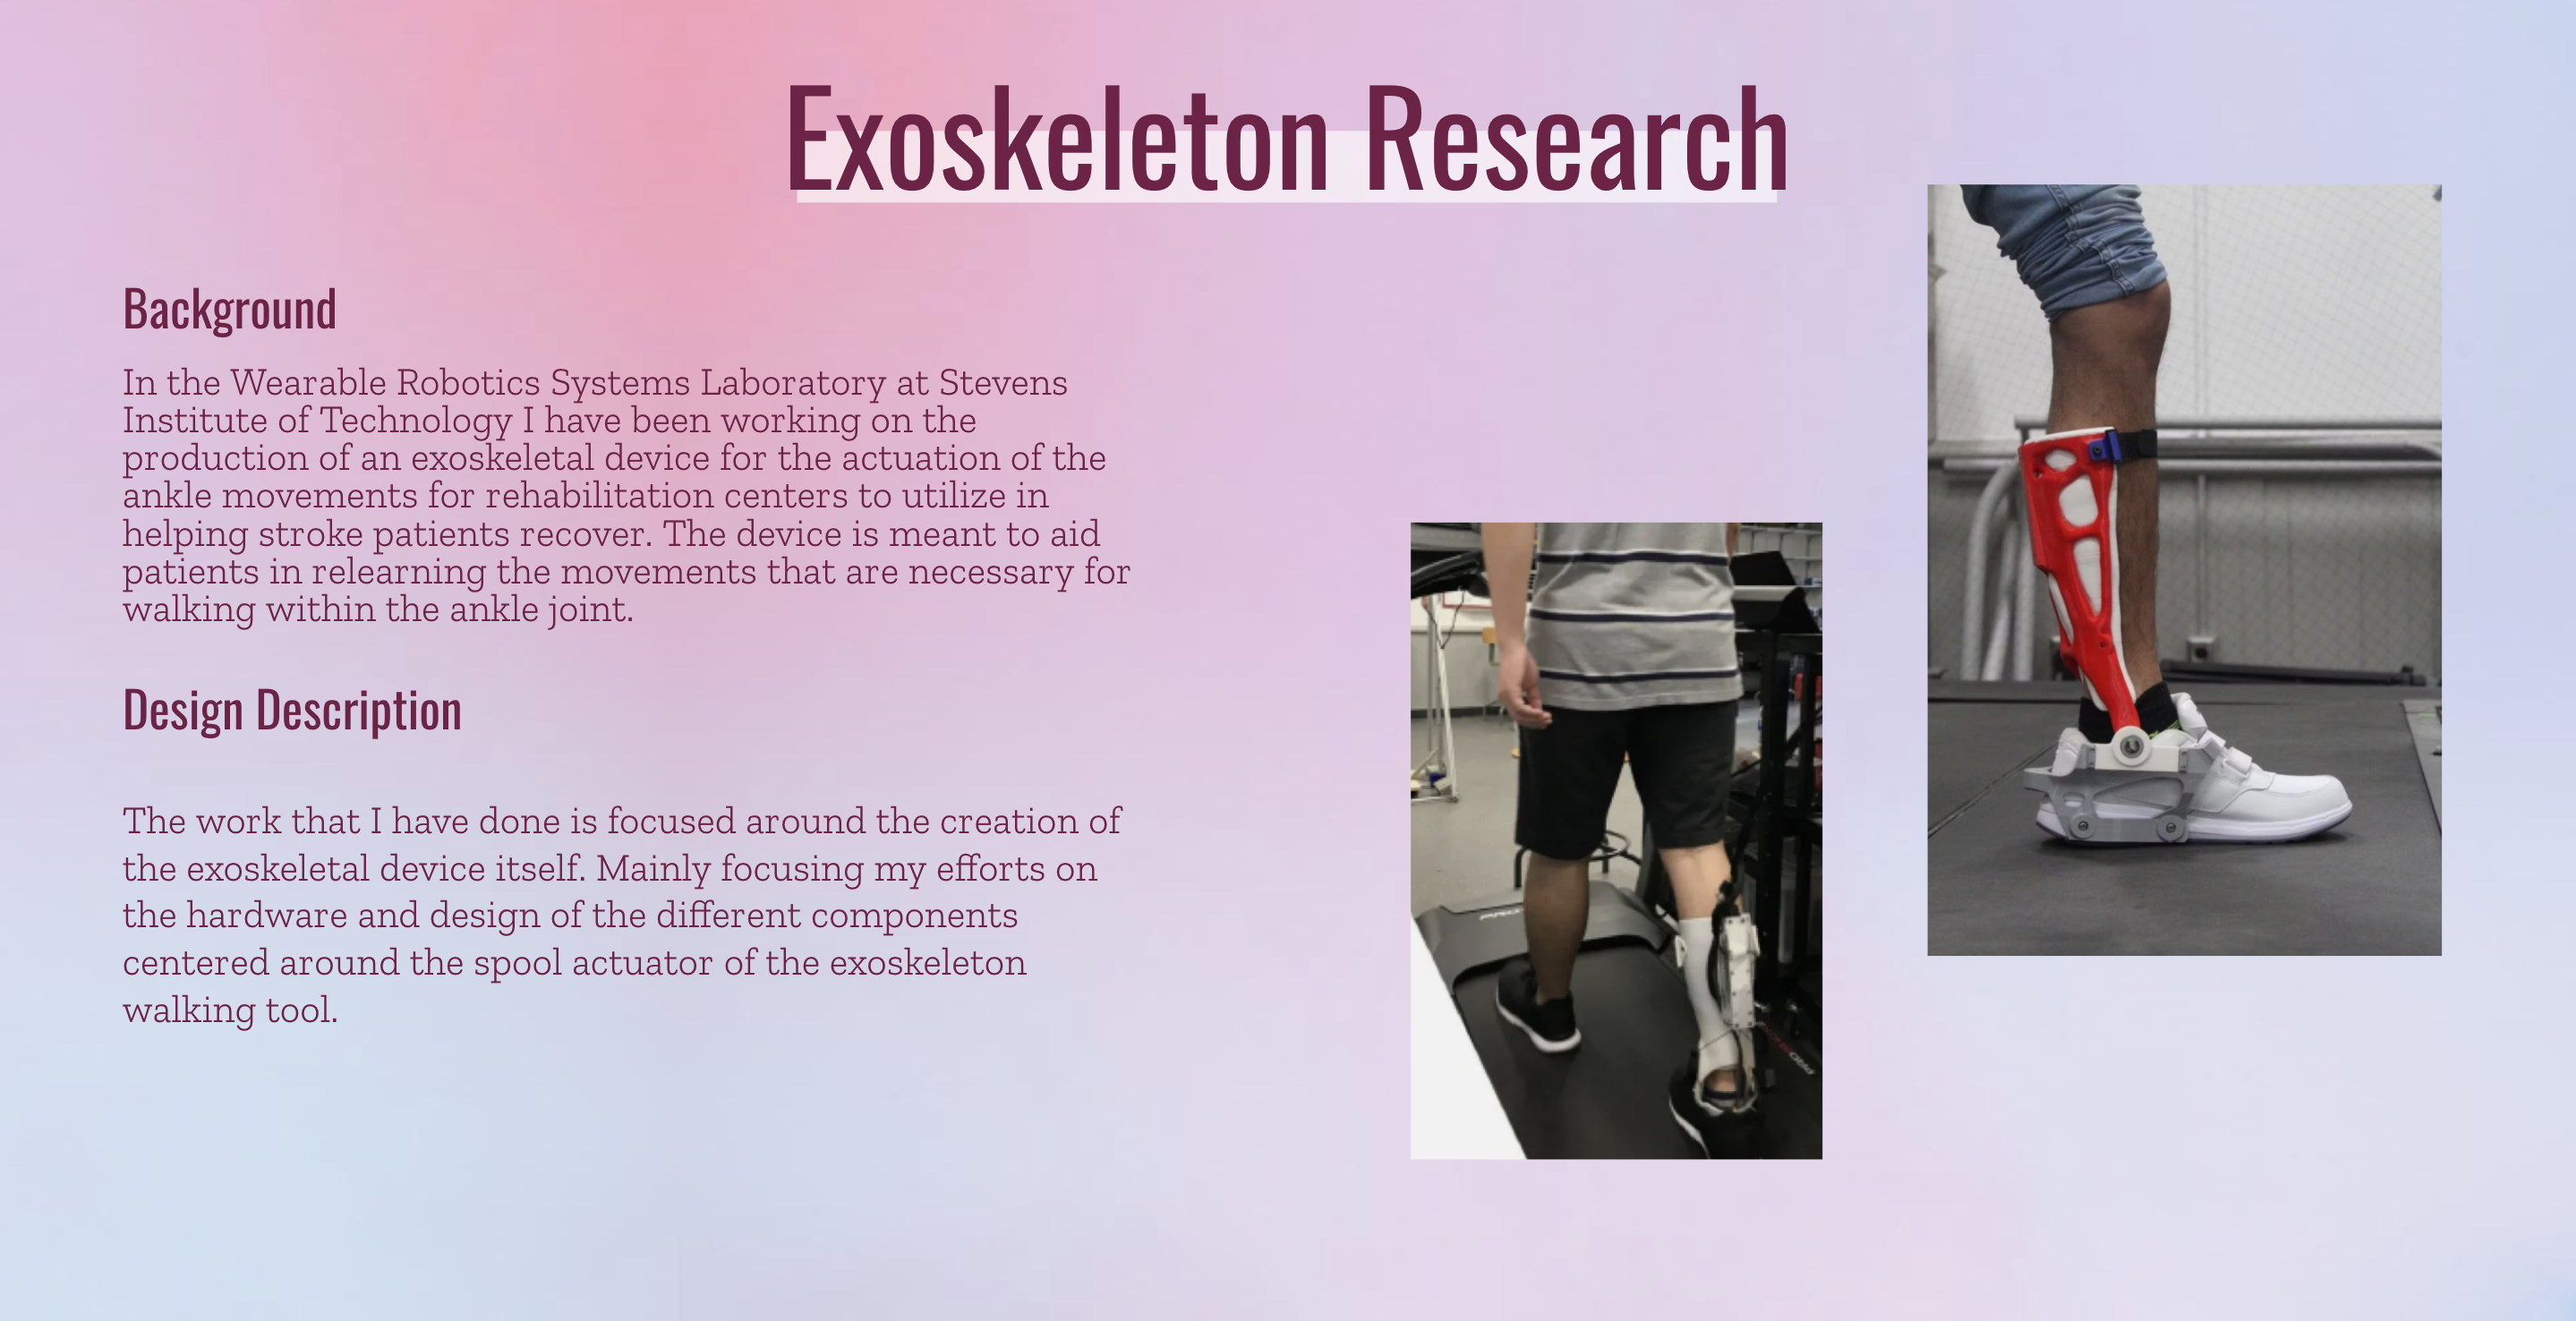 Exoskeleton Research
Background
In the Wearable Robotics Systems Laboratory at Stevens
Institute of Technology I have been working on the
production of an exoskeletal device for the actuation of the
ankle movements for rehabilitation centers to utilize in
helping stroke patients recover. The device is meant to aid
patients in relearning the movements that are necessary for
walking within the ankle joint.
Design Description
The work that I have done is focused around the creation of
the exoskeletal device itself. Mainly focusing my efforts on
the hardware and design of the different components
centered around the spool actuator of the exoskeleton
walking tool.